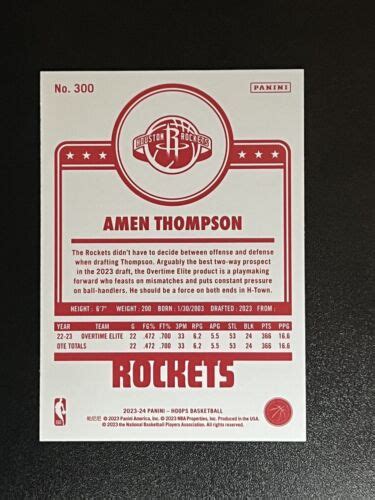 No. 300
PANINI
HOUSTON ROCKETS
R
AMEN THOMPSON
The Rockets didn't have to decide between offense and defense
when drafting Thompson. Arguably the best two-way prospect
in the 2023 draft, the Overtime Elite product is a playmaking
forward who feasts on mismatches and puts constant pressure
on ball-handlers. He should be a force on both ends in H-Town.
HEIGHT : 6'7" WEIGHT : 200 BORN : 1/30/2003 DRAFTED : 2023 FROM :
YEAR TEAM G FG% FT% 3PM RPG APG STL BLK PTS PPG
22-23 OVERTIME ELITE 22 .472 .700 33 6.2 5.5 53 24 366 16.6
OTE TOTALS 22 .472 .700 33 6.2 5.5 53 24 366 16.6
ROCKETS
2023-24 PANINI – HOOPS BASKETBALL
帕尼尼 © 2023 Panini America, Inc. © 2023 NBA Properties, Inc. Produced in the USA.
© 2023 the National Basketball Players Association. All rights reserved.
NBA